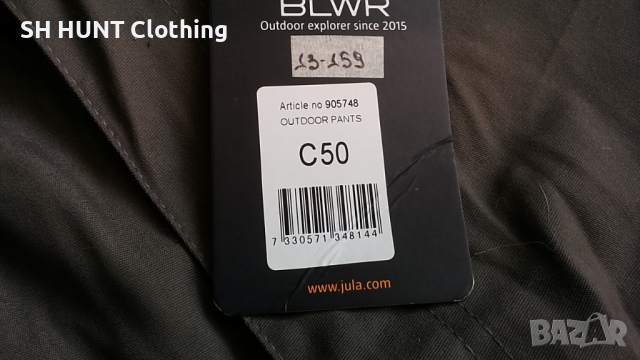 SH HUNT Clothing
BLWR
Outdoor explorer since 2015
13-159
Article no 905748
OUTDOOR PANTS
C50
7 330571 348144
www.jula.com
BAZAR